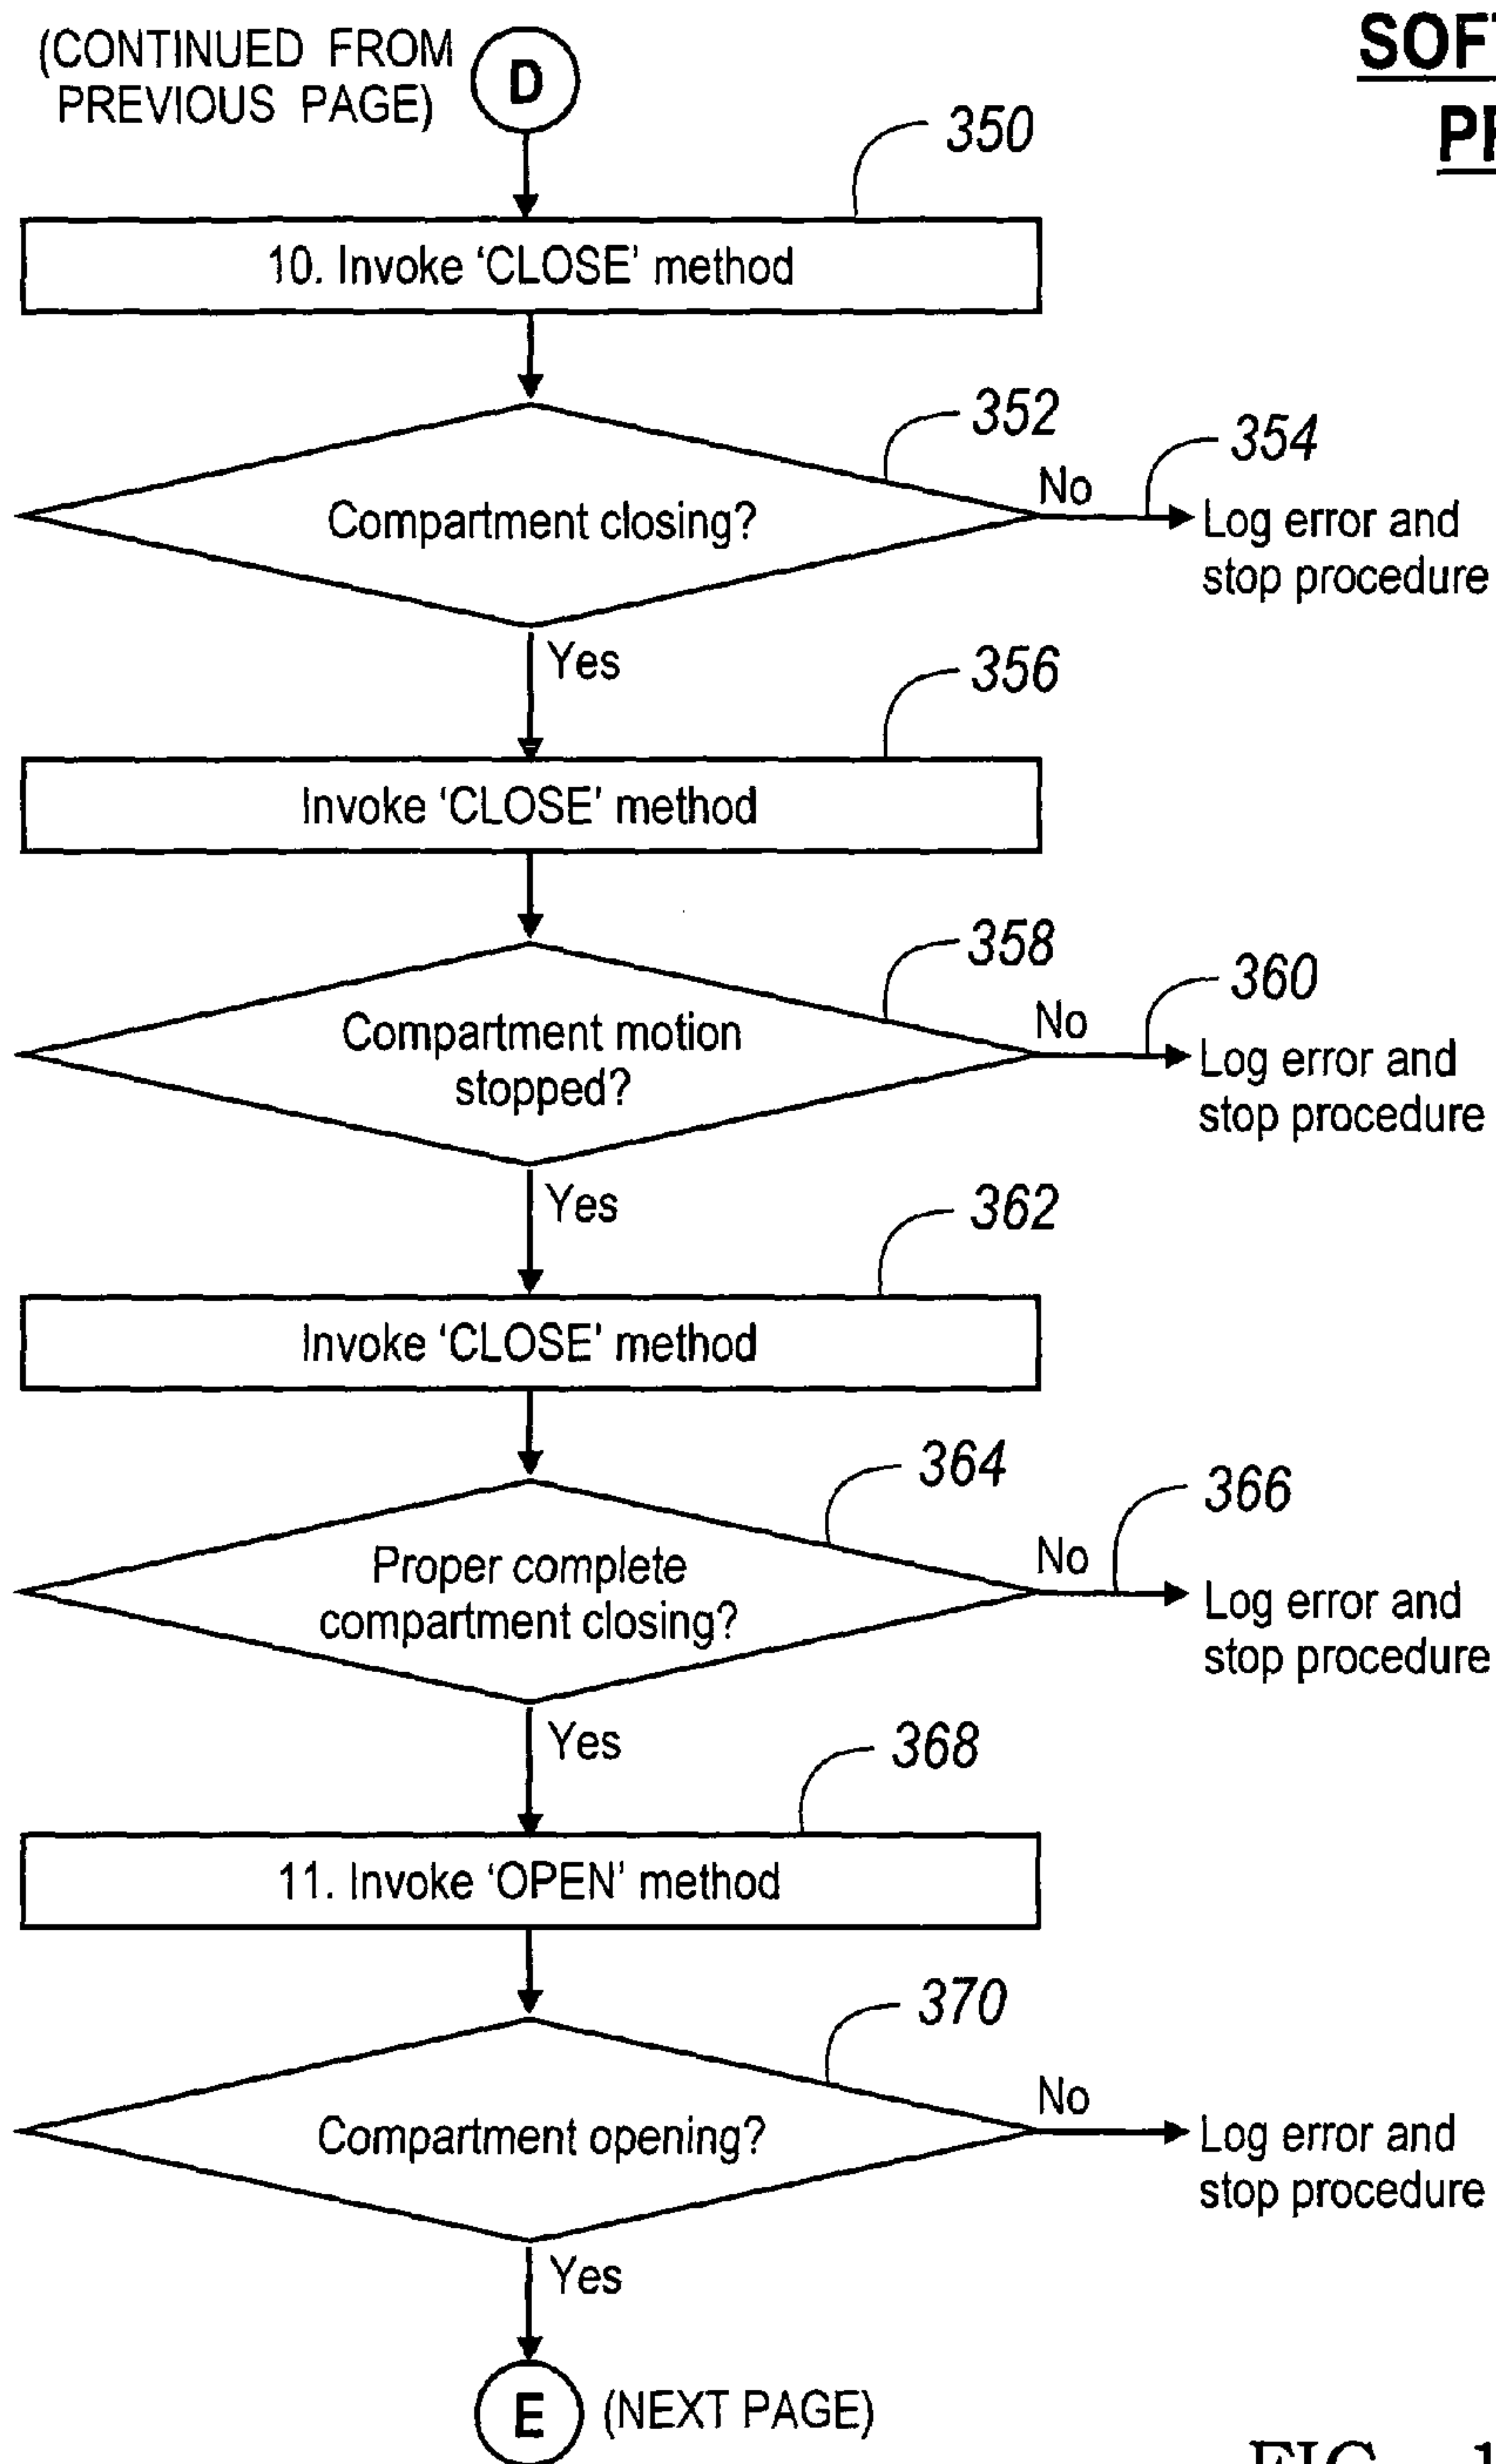 (CONTINUED FROM
PREVIOUS PAGE)
D
350
10. Invoke ‘CLOSE’ method
352
354
Compartment closing?
No
Log error and
stop procedure
Yes
356
Invoke ‘CLOSE’ method
358
360
Compartment motion
stopped?
No
Log error and
stop procedure
Yes
362
Invoke ‘CLOSE’ method
364
366
Proper complete
compartment closing?
No
Log error and
stop procedure
Yes
368
11. Invoke ‘OPEN’ method
370
Compartment opening?
No
Log error and
stop procedure
Yes
E
(NEXT PAGE)